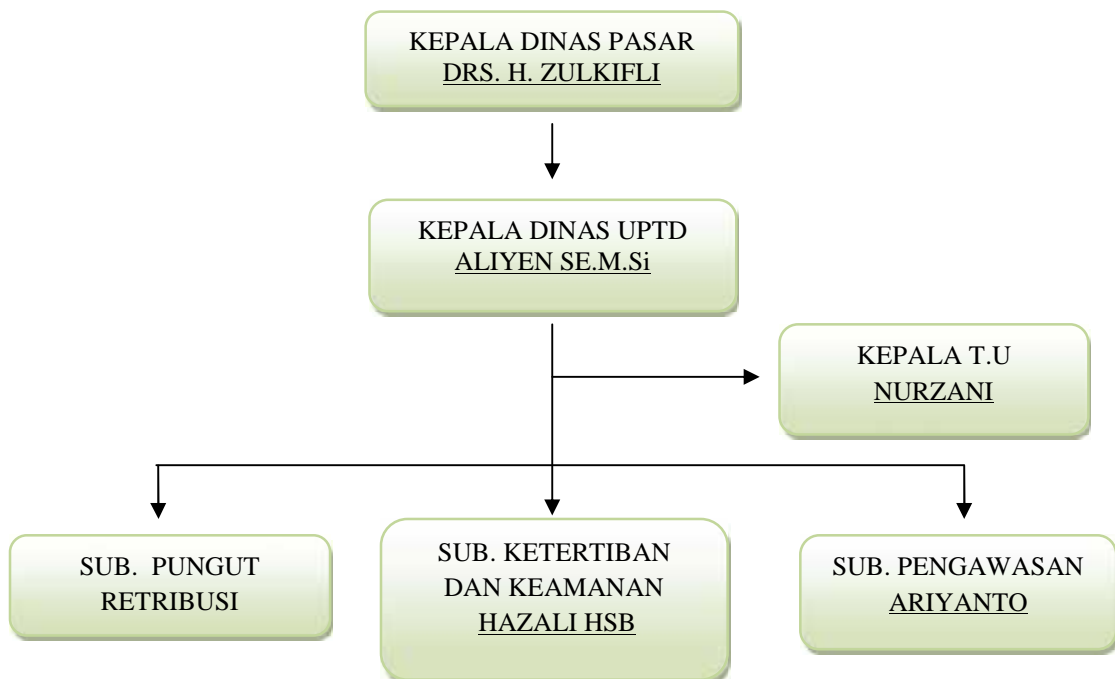 KEPALA DINAS PASAR
DRS. H. ZULKIFLI
KEPALA DINAS UPTD
ALIYEN SE.M.Si
KEPALA T.U
NURZANI
SUB. PUNGUT
RETRIBUSI
SUB. KETERTIBAN
DAN KEAMANAN
HAZALI HSB
SUB. PENGAWASAN
ARIYANTO